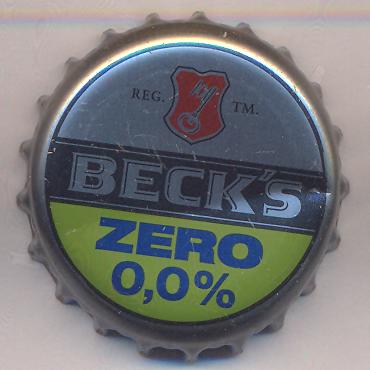 REG. TM.
BECK'S
ZERO
0,0%